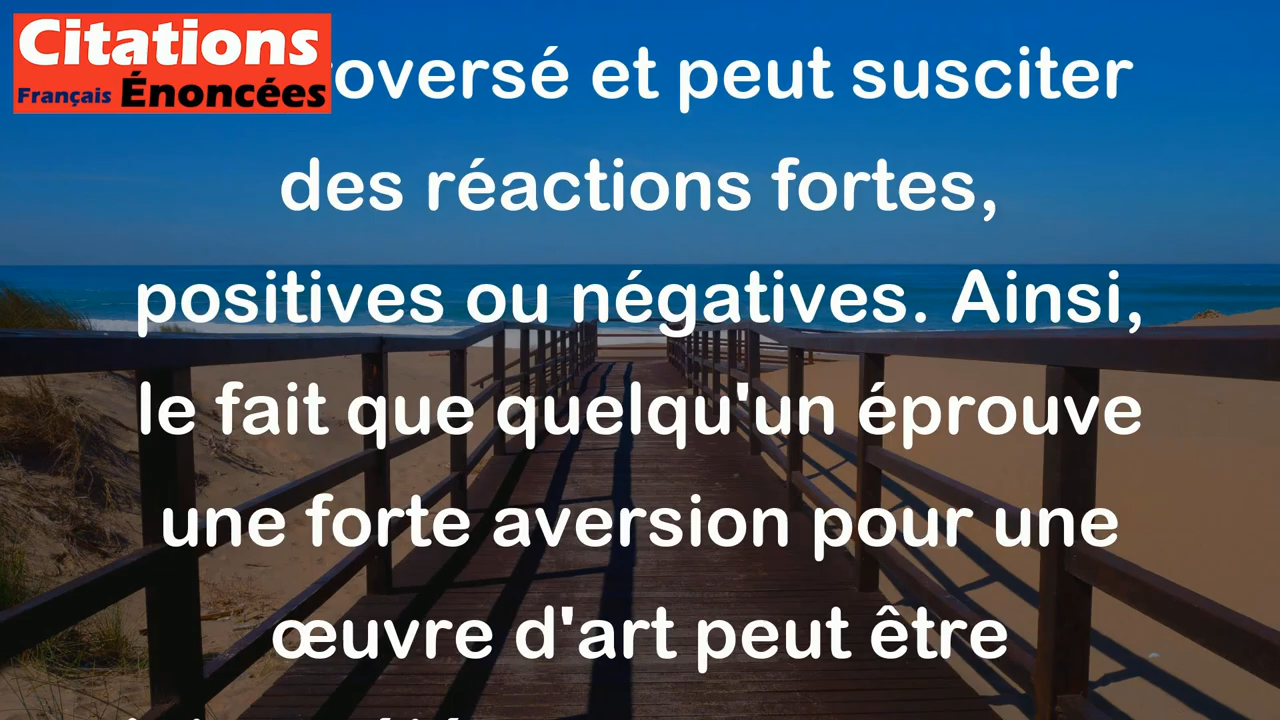 Citations
Français Énoncées
roversé et peut susciter
des réactions fortes,
positives ou négatives. Ainsi,
le fait que quelqu'un éprouve
une forte aversion pour une
œuvre d'art peut être